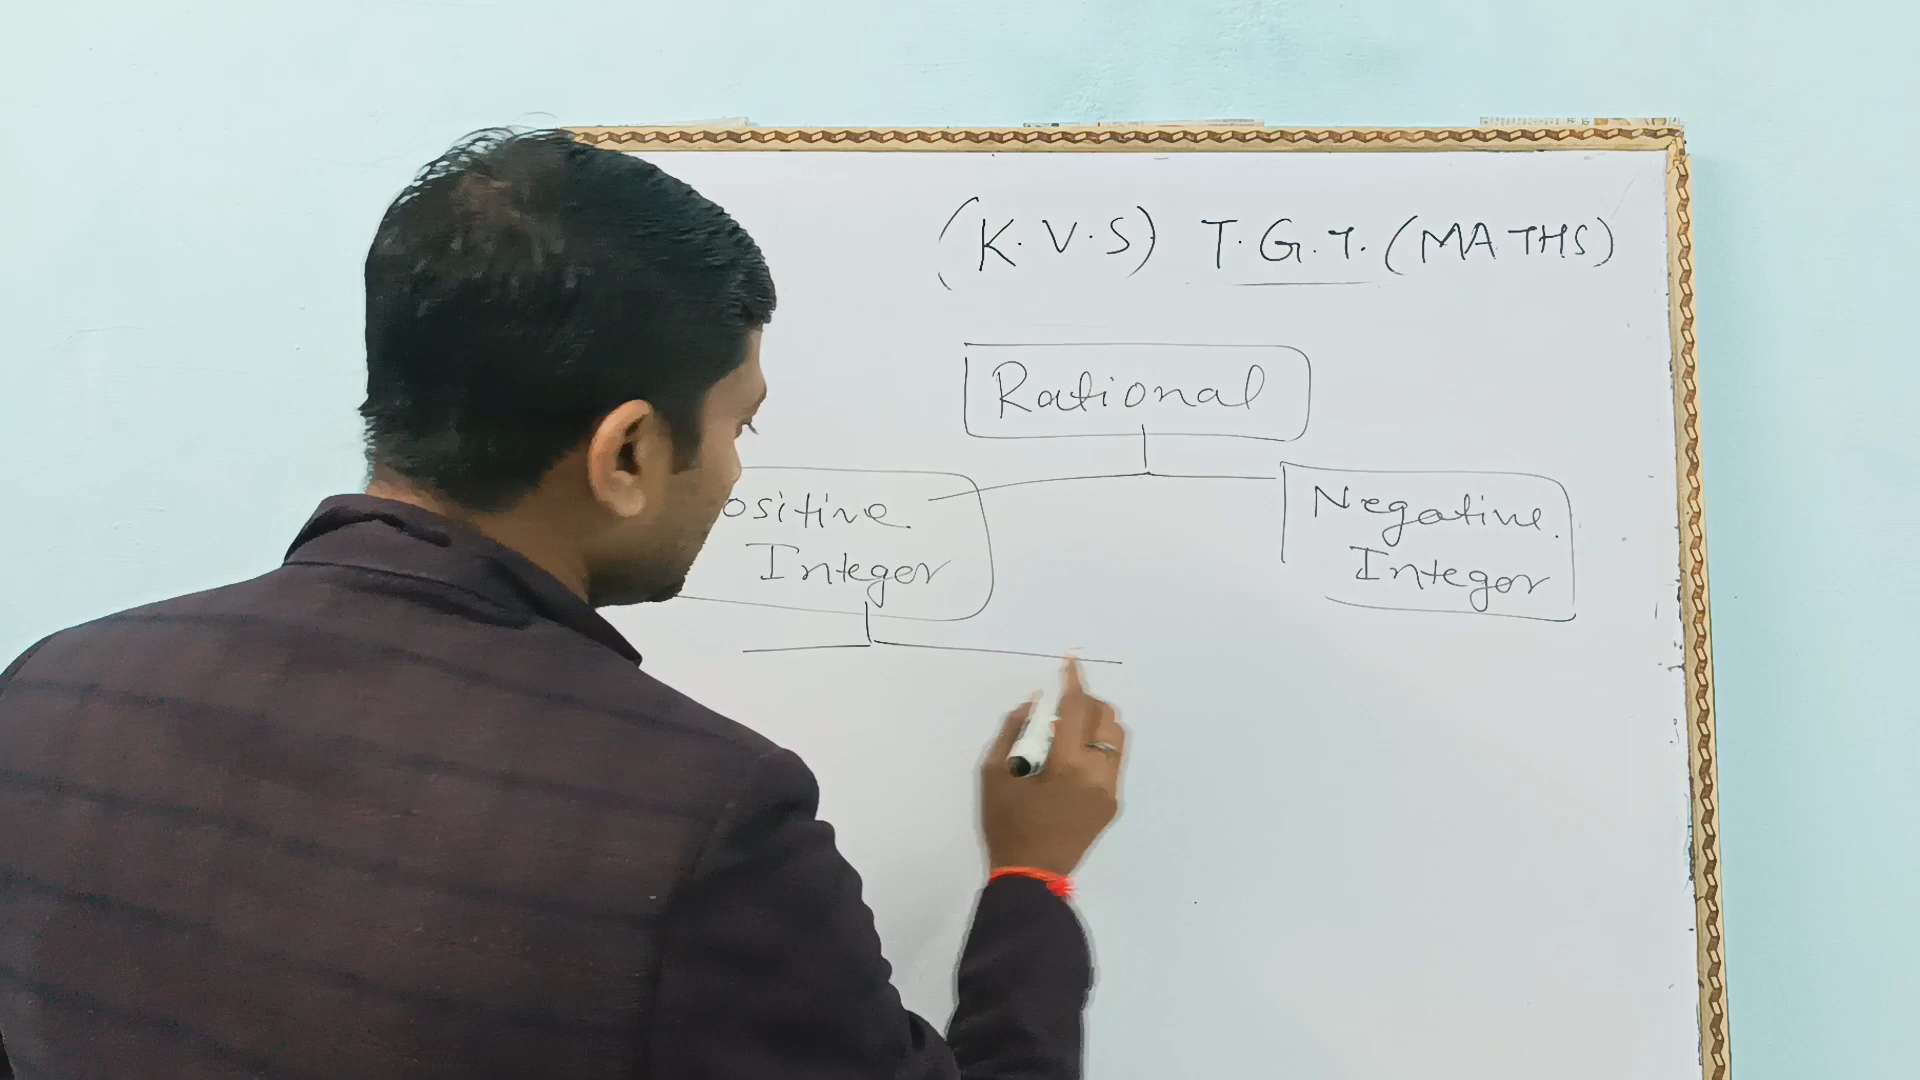 (K.V.S) T.G.T. (MATHS)
Rational
ositive.
Integer
Negative.
Integer